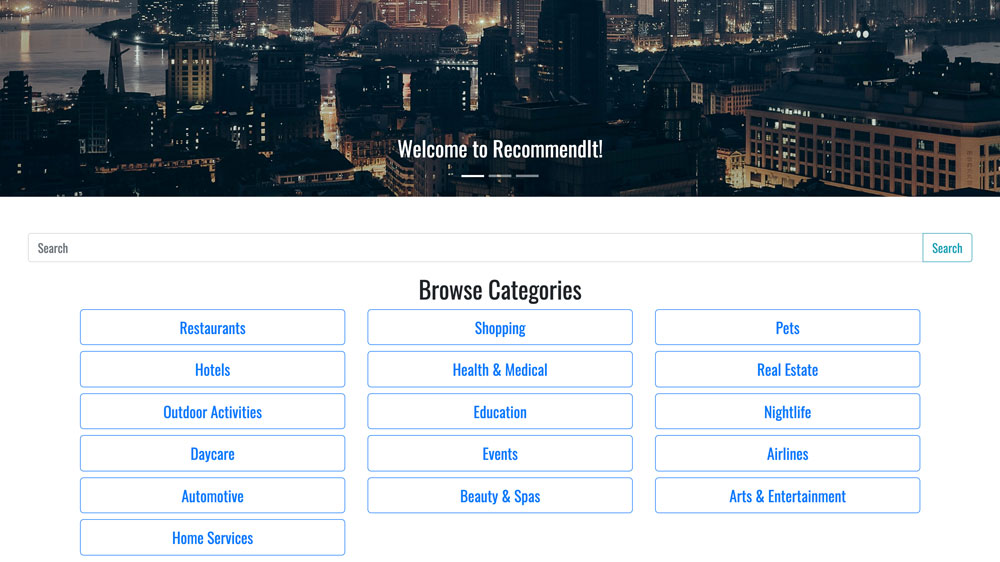 Welcome to RecommendIt!
Search
Search
Browse Categories
Restaurants
Shopping
Pets
Hotels
Health & Medical
Real Estate
Outdoor Activities
Education
Nightlife
Daycare
Events
Airlines
Automotive
Beauty & Spas
Arts & Entertainment
Home Services